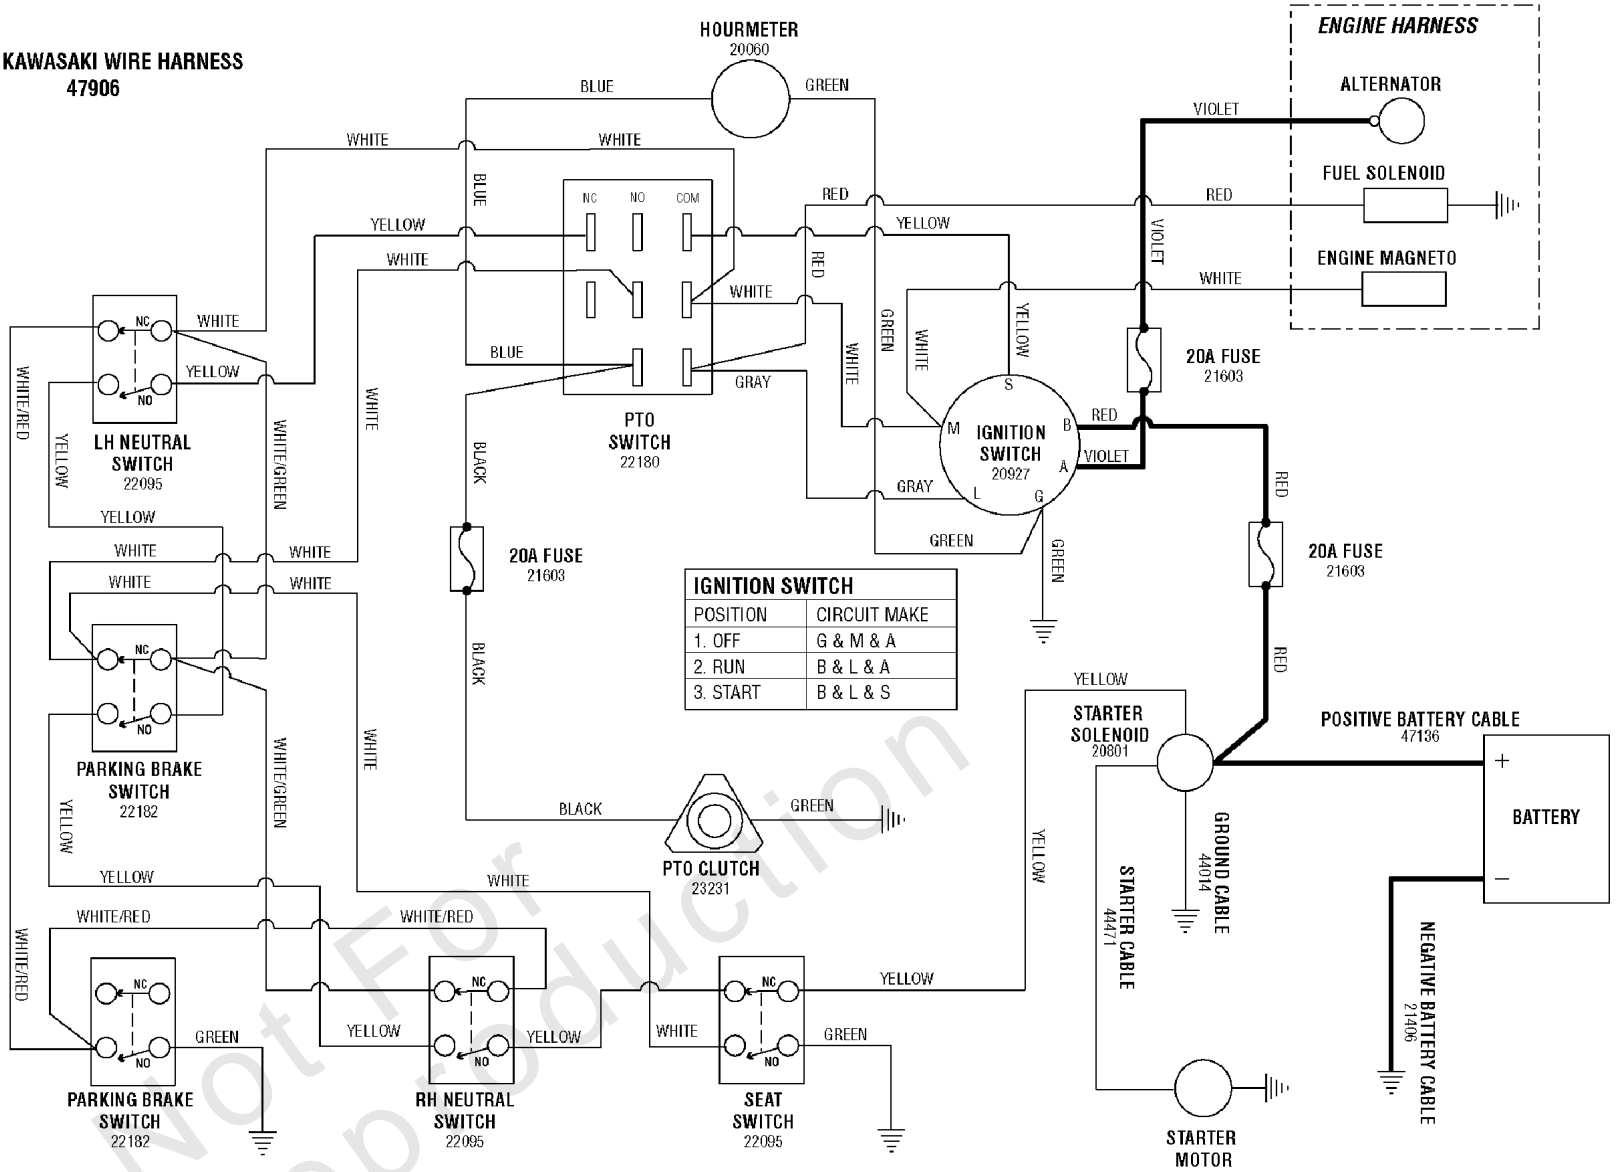 KAWASAKI WIRE HARNESS
47906
HOURMETER
20060
BLUE
GREEN
ENGINE HARNESS
ALTERNATOR
VIOLET
FUEL SOLENOID
RED
ENGINE MAGNETO
WHITE
VIOLET
WHITE
WHITE
BLUE
NC
NO
COM
RED
YELLOW
YELLOW
WHITE
RED
WHITE
YELLOW
GREEN
WHITE
WHITE
BLUE
GRAY
PTO
SWITCH
22180
NC
NO
WHITE
YELLOW
LH NEUTRAL
SWITCH
22095
WHITE/RED
YELLOW
WHITE/GREEN
WHITE
YELLOW
S
M
B
A
L
G
IGNITION
SWITCH
20927
RED
VIOLET
20A FUSE
21603
GRAY
GREEN
GREEN
RED
20A FUSE
21603
RED
BLACK
20A FUSE
21603
BLACK
WHITE
WHITE
WHITE
WHITE
IGNITION SWITCH
POSITION CIRCUIT MAKE
1. OFF G & M & A
2. RUN B & L & A
3. START B & L & S
NC
NO
PARKING BRAKE
SWITCH
22182
YELLOW
WHITE/GREEN
WHITE
YELLOW
STARTER
SOLENOID
20801
POSITIVE BATTERY CABLE
47136
+
BATTERY
–
BLACK
GREEN
PTO CLUTCH
23231
YELLOW
GROUND CABLE
44014
STARTER CABLE
44471
NEGATIVE BATTERY CABLE
21406
YELLOW
WHITE
WHITE/RED
WHITE/RED
WHITE/RED
NC
NO
GREEN
PARKING BRAKE
SWITCH
22182
YELLOW
NC
NO
YELLOW
RH NEUTRAL
SWITCH
22095
WHITE
NC
NO
YELLOW
GREEN
SEAT
SWITCH
22095
STARTER
MOTOR
Not For
Reproduction